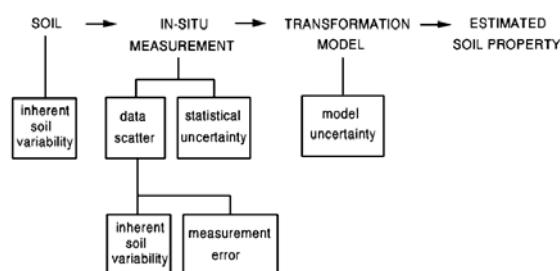 SOIL
IN-SITU
MEASUREMENT
TRANSFORMATION
MODEL
ESTIMATED
SOIL PROPERTY
inherent
soil
variability
data
scatter
statistical
uncertainty
model
uncertainty
inherent
soil
variability
measurement
error